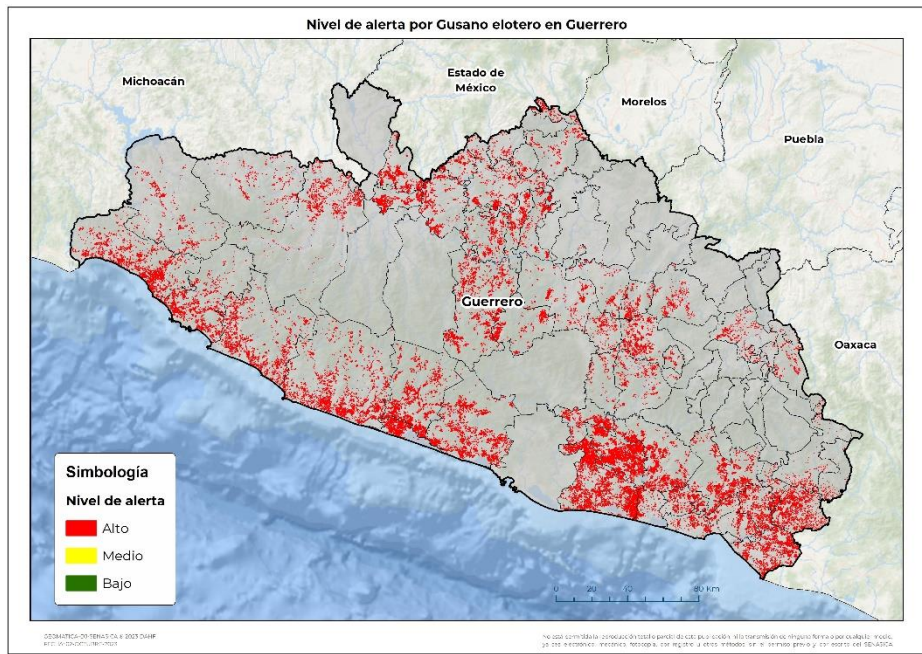 Nivel de alerta por Gusano elotero en Guerrero
Michoacán
Estado de
México
Morelos
Puebla
Guerrero
Oaxaca
Simbología
Nivel de alerta
Alto
Medio
Bajo
0 20 40 80 Km